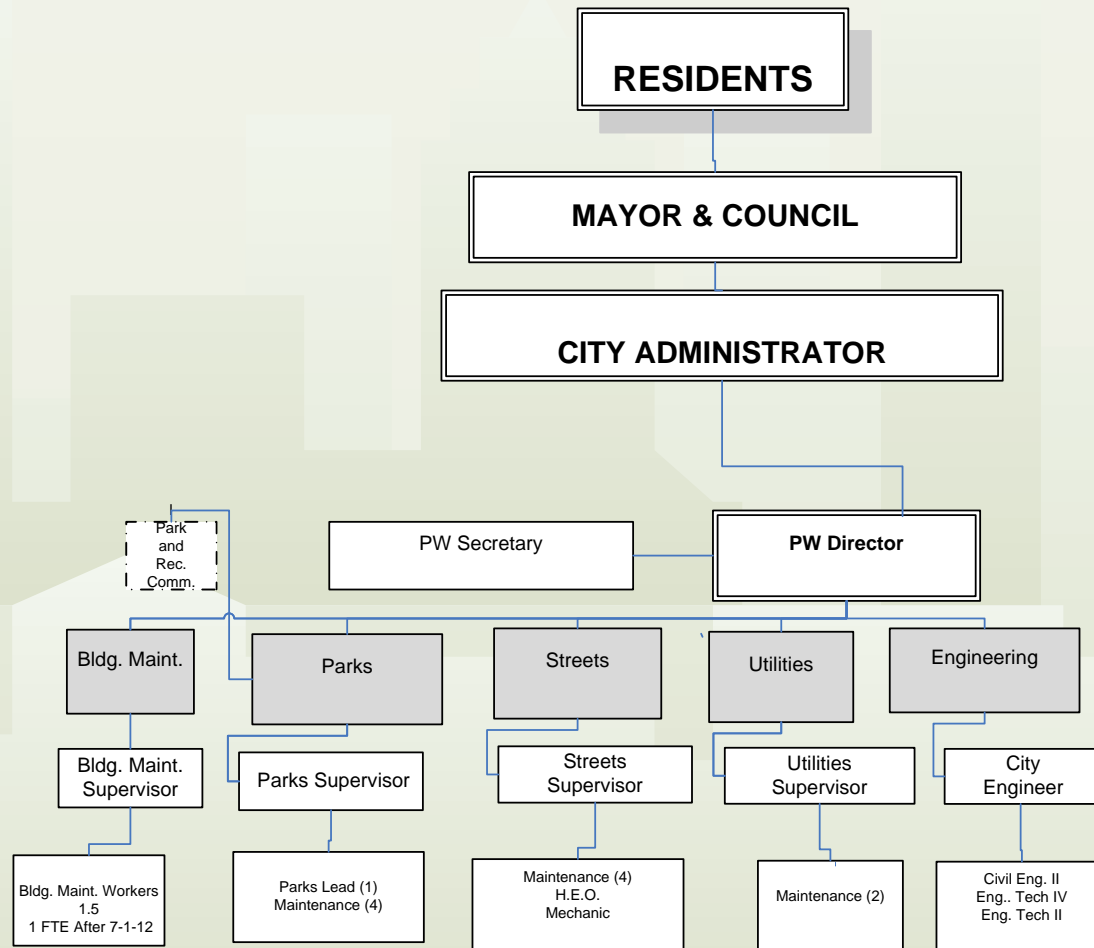 RESIDENTS
MAYOR & COUNCIL
CITY ADMINISTRATOR
Park
and
Rec.
Comm.
PW Secretary
PW Director
Bldg. Maint.
Parks
Streets
Utilities
Engineering
Bldg. Maint.
Supervisor
Parks Supervisor
Streets
Supervisor
Utilities
Supervisor
City
Engineer
Bldg. Maint. Workers
1.5
1 FTE After 7-1-12
Parks Lead (1)
Maintenance (4)
Maintenance (4)
H.E.O.
Mechanic
Maintenance (2)
Civil Eng. II
Eng.. Tech IV
Eng. Tech II